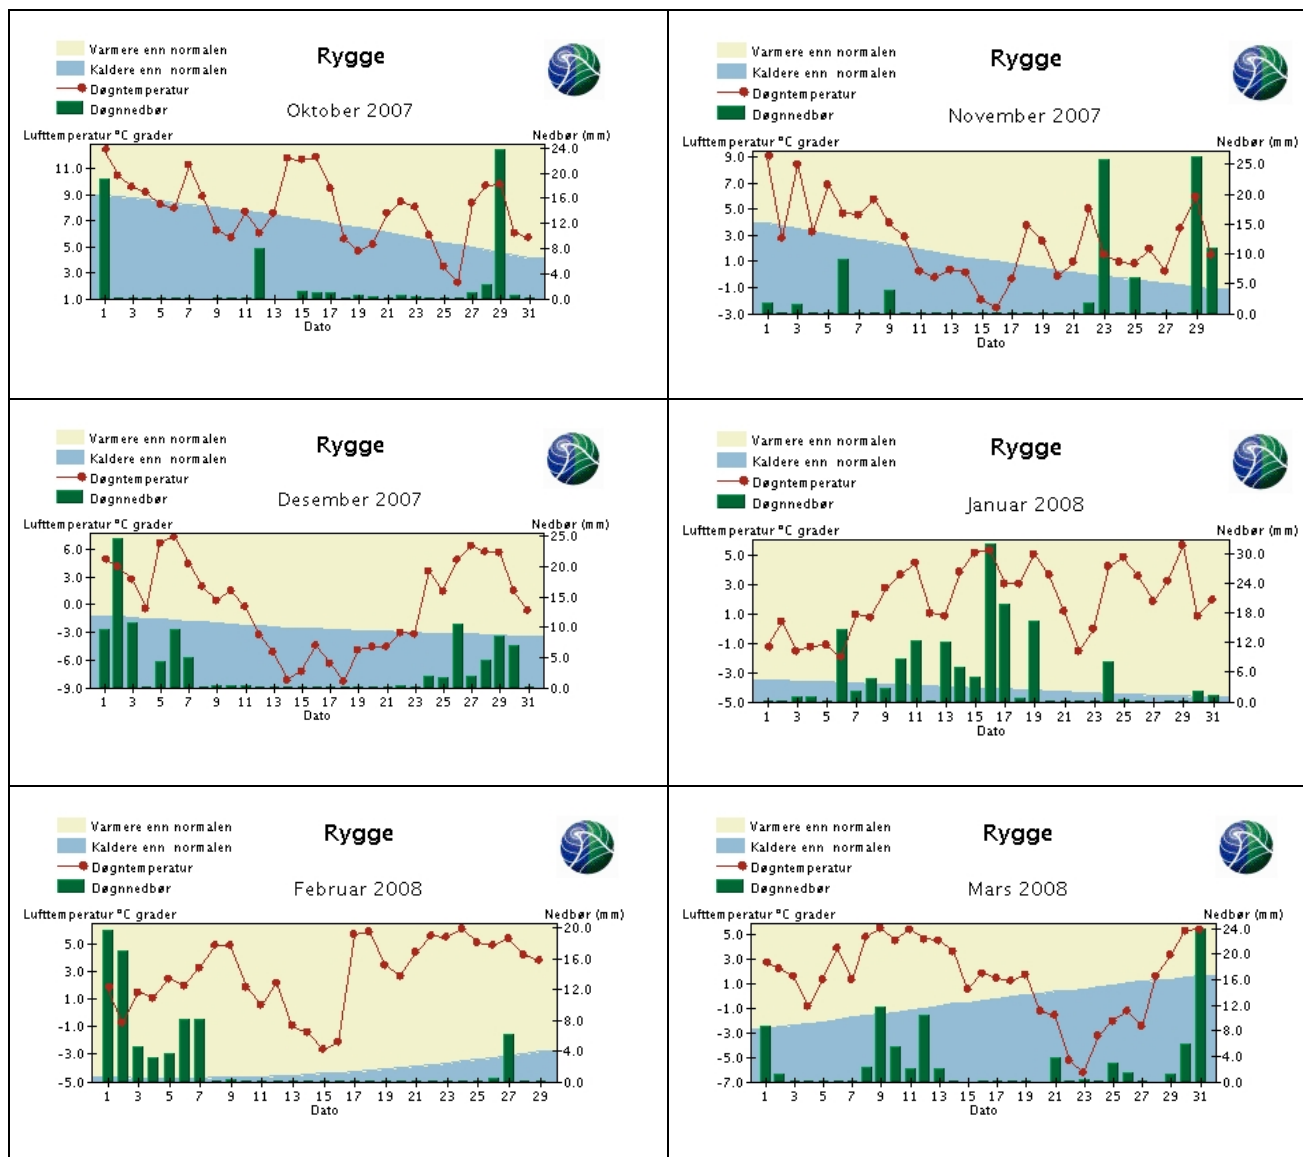 Varmere enn normalen
Kaldere enn normalen
Døgntemperatur
Døgnnedbør
Rygge
Oktober 2007
Lufttemperatur °C grader
Nedbør (mm)
11.0
9.0
7.0
5.0
3.0
1.0
24.0
20.0
16.0
12.0
8.0
4.0
0.0
1 3 5 7 9 11 13 15 17 19 21 23 25 27 29 31
Dato
Varmere enn normalen
Kaldere enn normalen
Døgntemperatur
Døgnnedbør
Rygge
November 2007
Lufttemperatur °C grader
Nedbør (mm)
9.0
7.0
5.0
3.0
1.0
-1.0
-3.0
25.0
20.0
15.0
10.0
5.0
0.0
1 3 5 7 9 11 13 15 17 19 21 23 25 27 29
Dato
Varmere enn normalen
Kaldere enn normalen
Døgntemperatur
Døgnnedbør
Rygge
Desember 2007
Lufttemperatur °C grader
Nedbør (mm)
6.0
3.0
0.0
-3.0
-6.0
-9.0
25.0
20.0
15.0
10.0
5.0
0.0
1 3 5 7 9 11 13 15 17 19 21 23 25 27 29 31
Dato
Varmere enn normalen
Kaldere enn normalen
Døgntemperatur
Døgnnedbør
Rygge
Januar 2008
Lufttemperatur °C grader
Nedbør (mm)
5.0
3.0
1.0
-1.0
-3.0
-5.0
30.0
24.0
18.0
12.0
6.0
0.0
1 3 5 7 9 11 13 15 17 19 21 23 25 27 29 31
Dato
Varmere enn normalen
Kaldere enn normalen
Døgntemperatur
Døgnnedbør
Rygge
Februar 2008
Lufttemperatur °C grader
Nedbør (mm)
5.0
3.0
1.0
-1.0
-3.0
-5.0
20.0
16.0
12.0
8.0
4.0
0.0
1 3 5 7 9 11 13 15 17 19 21 23 25 27 29
Dato
Varmere enn normalen
Kaldere enn normalen
Døgntemperatur
Døgnnedbør
Rygge
Mars 2008
Lufttemperatur °C grader
Nedbør (mm)
5.0
3.0
1.0
-1.0
-3.0
-5.0
-7.0
24.0
20.0
16.0
12.0
8.0
4.0
0.0
1 3 5 7 9 11 13 15 17 19 21 23 25 27 29 31
Dato